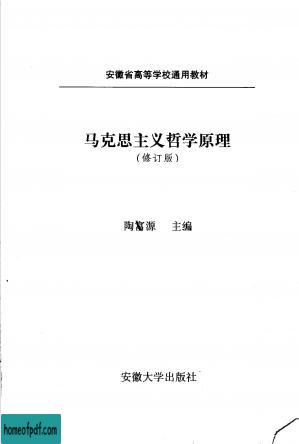 安徽省高等学校通用教材
马克思主义哲学原理
(修订版)
陶富源 主编
安徽大学出版社
homeofpdf.com